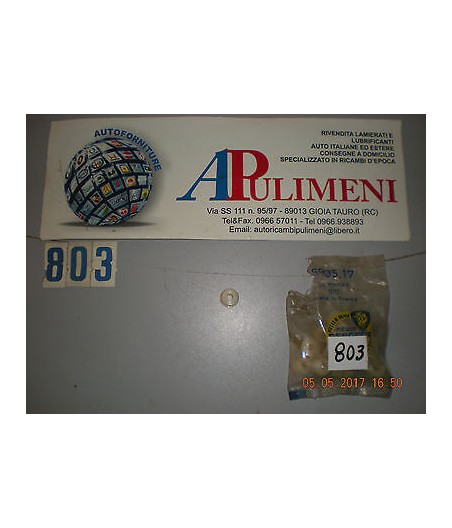 AUTOFORNITURE
APULIMENI
RIVENDITA LAMIERATI E
LUBRIFICANTI
AUTO ITALIANE ED ESTERE
CONSEGNE A DOMICILIO
SPECIALIZZATO IN RICAMBI D'EPOCA
Via SS 111 n. 95/97 - 89013 GIOIA TAURO (RC)
Tel&Fax. 0966 57011 - Tel 0966.938893
Email: autoricambipulimeni@libero.it
803
803
05.05.2017 16:50